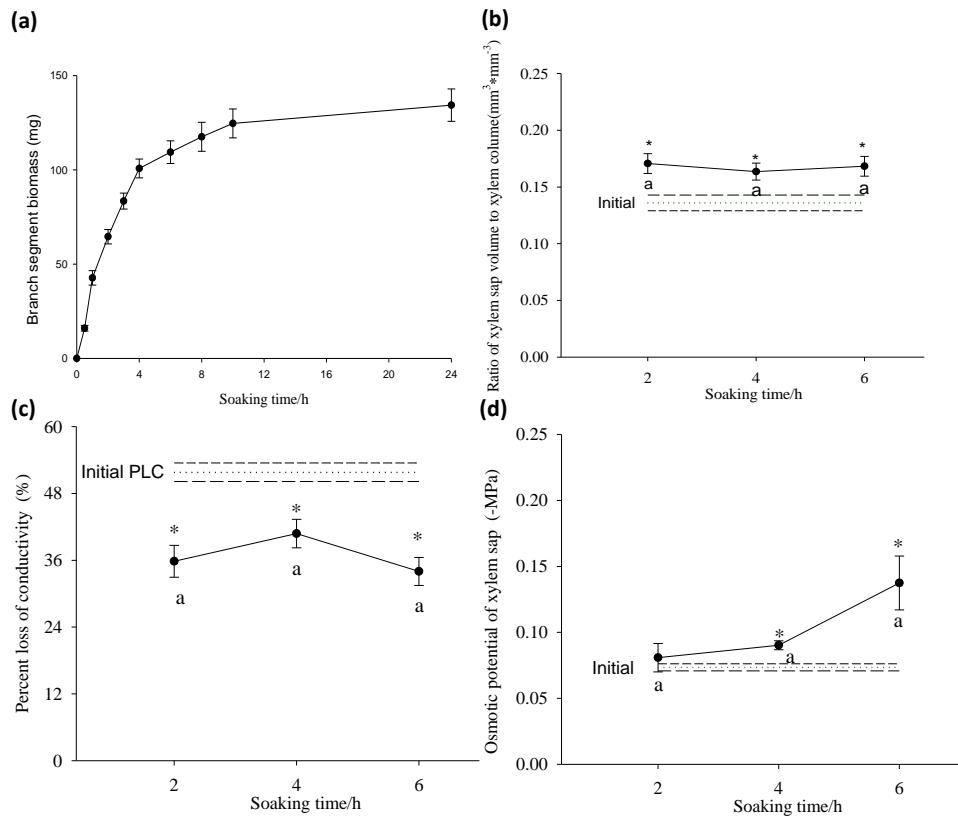 (a)
150
100
50
0
Branch segment biomass (mg)
0 4 8 12 16 20 24
Soaking time/h
(b)
0.25
0.20
0.15
0.10
0.05
0.00
Ratio of xylem sap volume to xylem column(mm³*mm⁻³)
* * *
a a a
Initial
2 4 6
Soaking time/h
(c)
60
48
36
24
12
0
Percent loss of conductivity (%)
Initial PLC
* * *
a a a
2 4 6
Soaking time/h
(d)
0.25
0.20
0.15
0.10
0.05
0.00
Osmotic potential of xylem sap (-MPa)
* *
a a a
Initial
2 4 6
Soaking time/h